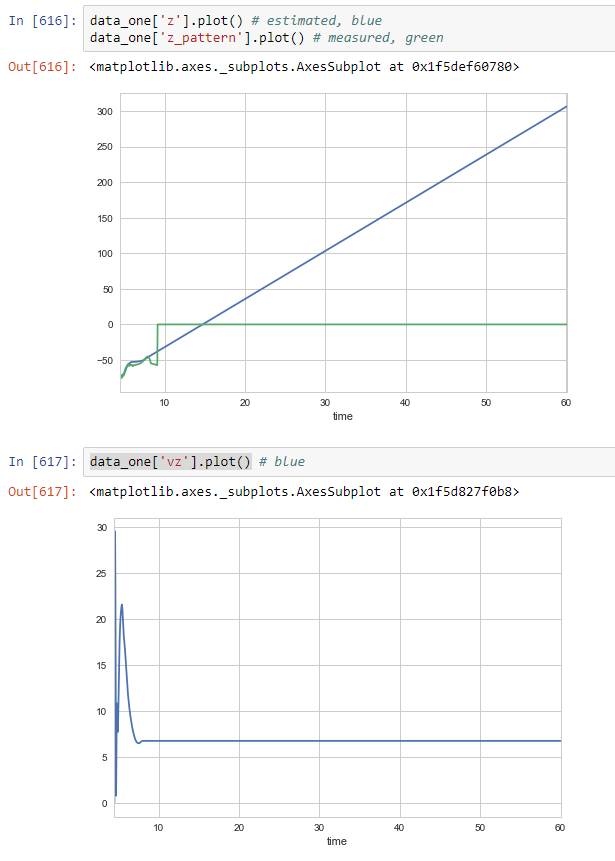 In [616]: data_one['z'].plot() # estimated, blue
data_one['z_pattern'].plot() # measured, green
Out[616]: <matplotlib.axes._subplots.AxesSubplot at 0x1f5def60780>
300
250
200
150
100
50
0
−50
10 20 30 40 50 60
time
In [617]: data_one['vz'].plot() # blue
Out[617]: <matplotlib.axes._subplots.AxesSubplot at 0x1f5d827f0b8>
30
25
20
15
10
5
0
10 20 30 40 50 60
time